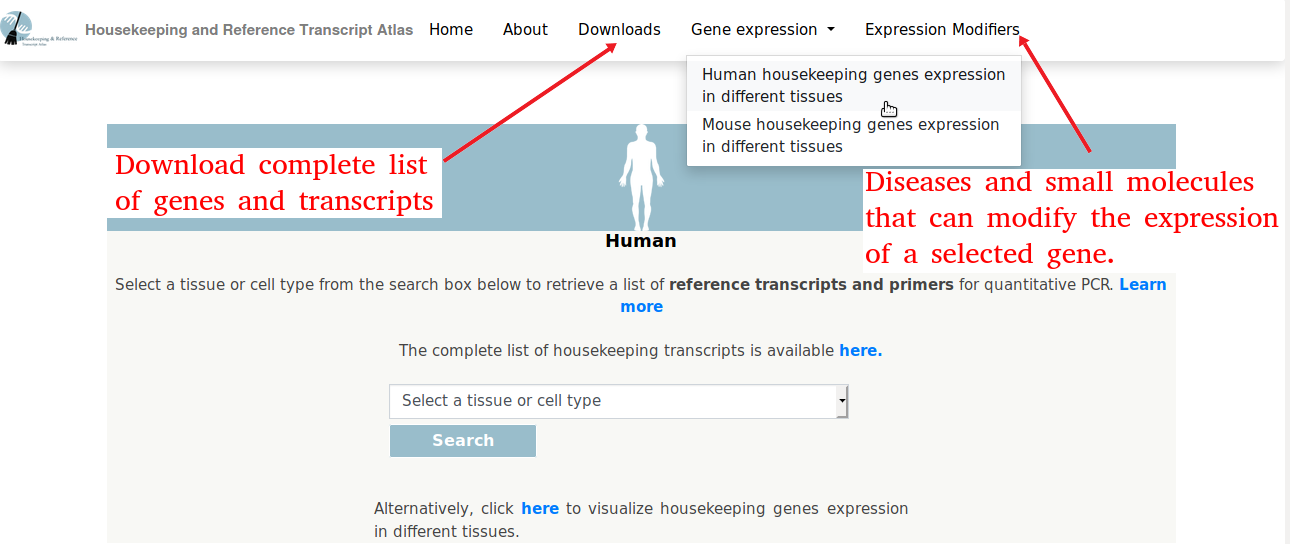 Housekeeping & Reference
Transcript Atlas
Housekeeping and Reference Transcript Atlas Home About Downloads Gene expression Expression Modifiers
Human housekeeping genes expression
in different tissues
Mouse housekeeping genes expression
in different tissues
Download complete list
of genes and transcripts
Diseases and small molecules
that can modify the expression
of a selected gene.
Human
Select a tissue or cell type from the search box below to retrieve a list of reference transcripts and primers for quantitative PCR. Learn
more
The complete list of housekeeping transcripts is available here.
Select a tissue or cell type
Search
Alternatively, click here to visualize housekeeping genes expression
in different tissues.